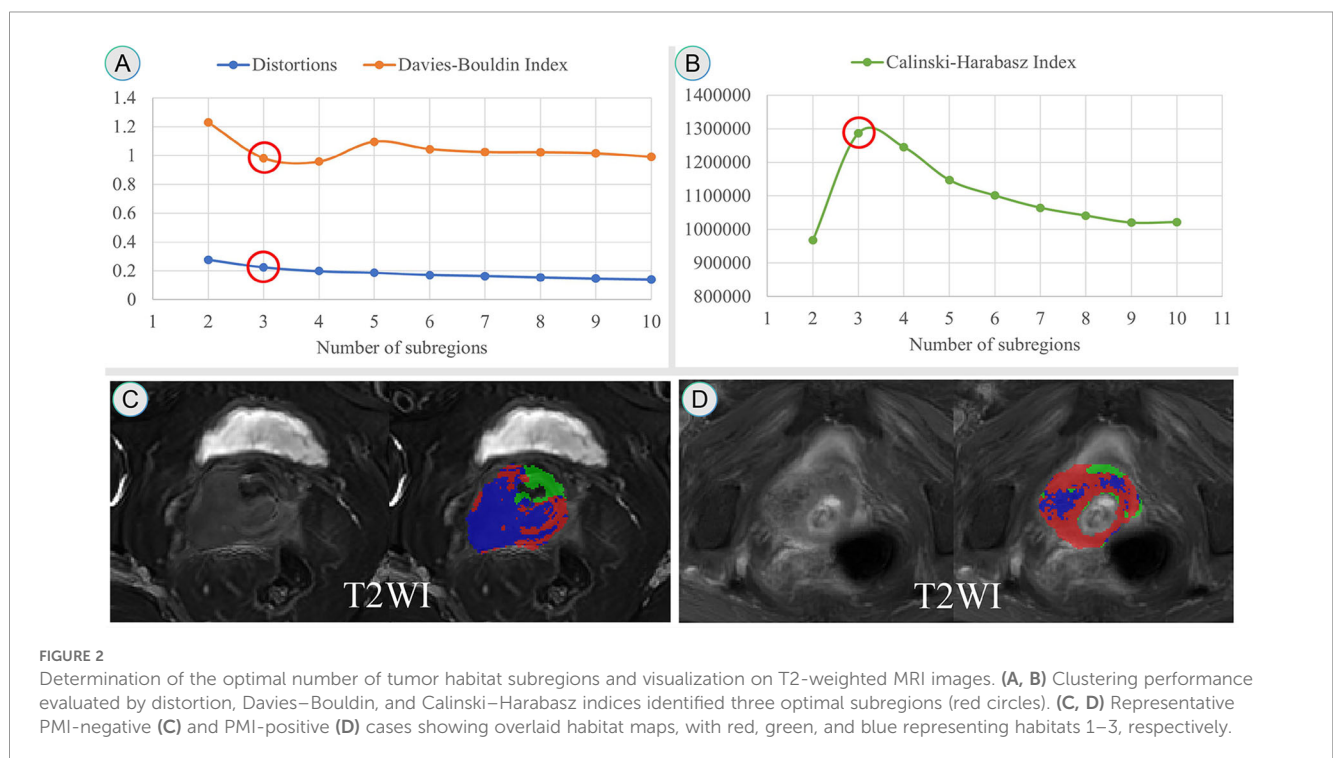 A
Distortions
Davies-Bouldin Index
1.4
1.2
1
0.8
0.6
0.4
0.2
0
1 2 3 4 5 6 7 8 9 10
Number of subregions
B
Calinski-Harabasz Index
1400000
1300000
1200000
1100000
1000000
900000
800000
1 2 3 4 5 6 7 8 9 10 11
Number of subregions
C
T2WI
D
T2WI
FIGURE 2
Determination of the optimal number of tumor habitat subregions and visualization on T2-weighted MRI images. (A, B) Clustering performance
evaluated by distortion, Davies–Bouldin, and Calinski–Harabasz indices identified three optimal subregions (red circles). (C, D) Representative
PMI-negative (C) and PMI-positive (D) cases showing overlaid habitat maps, with red, green, and blue representing habitats 1–3, respectively.